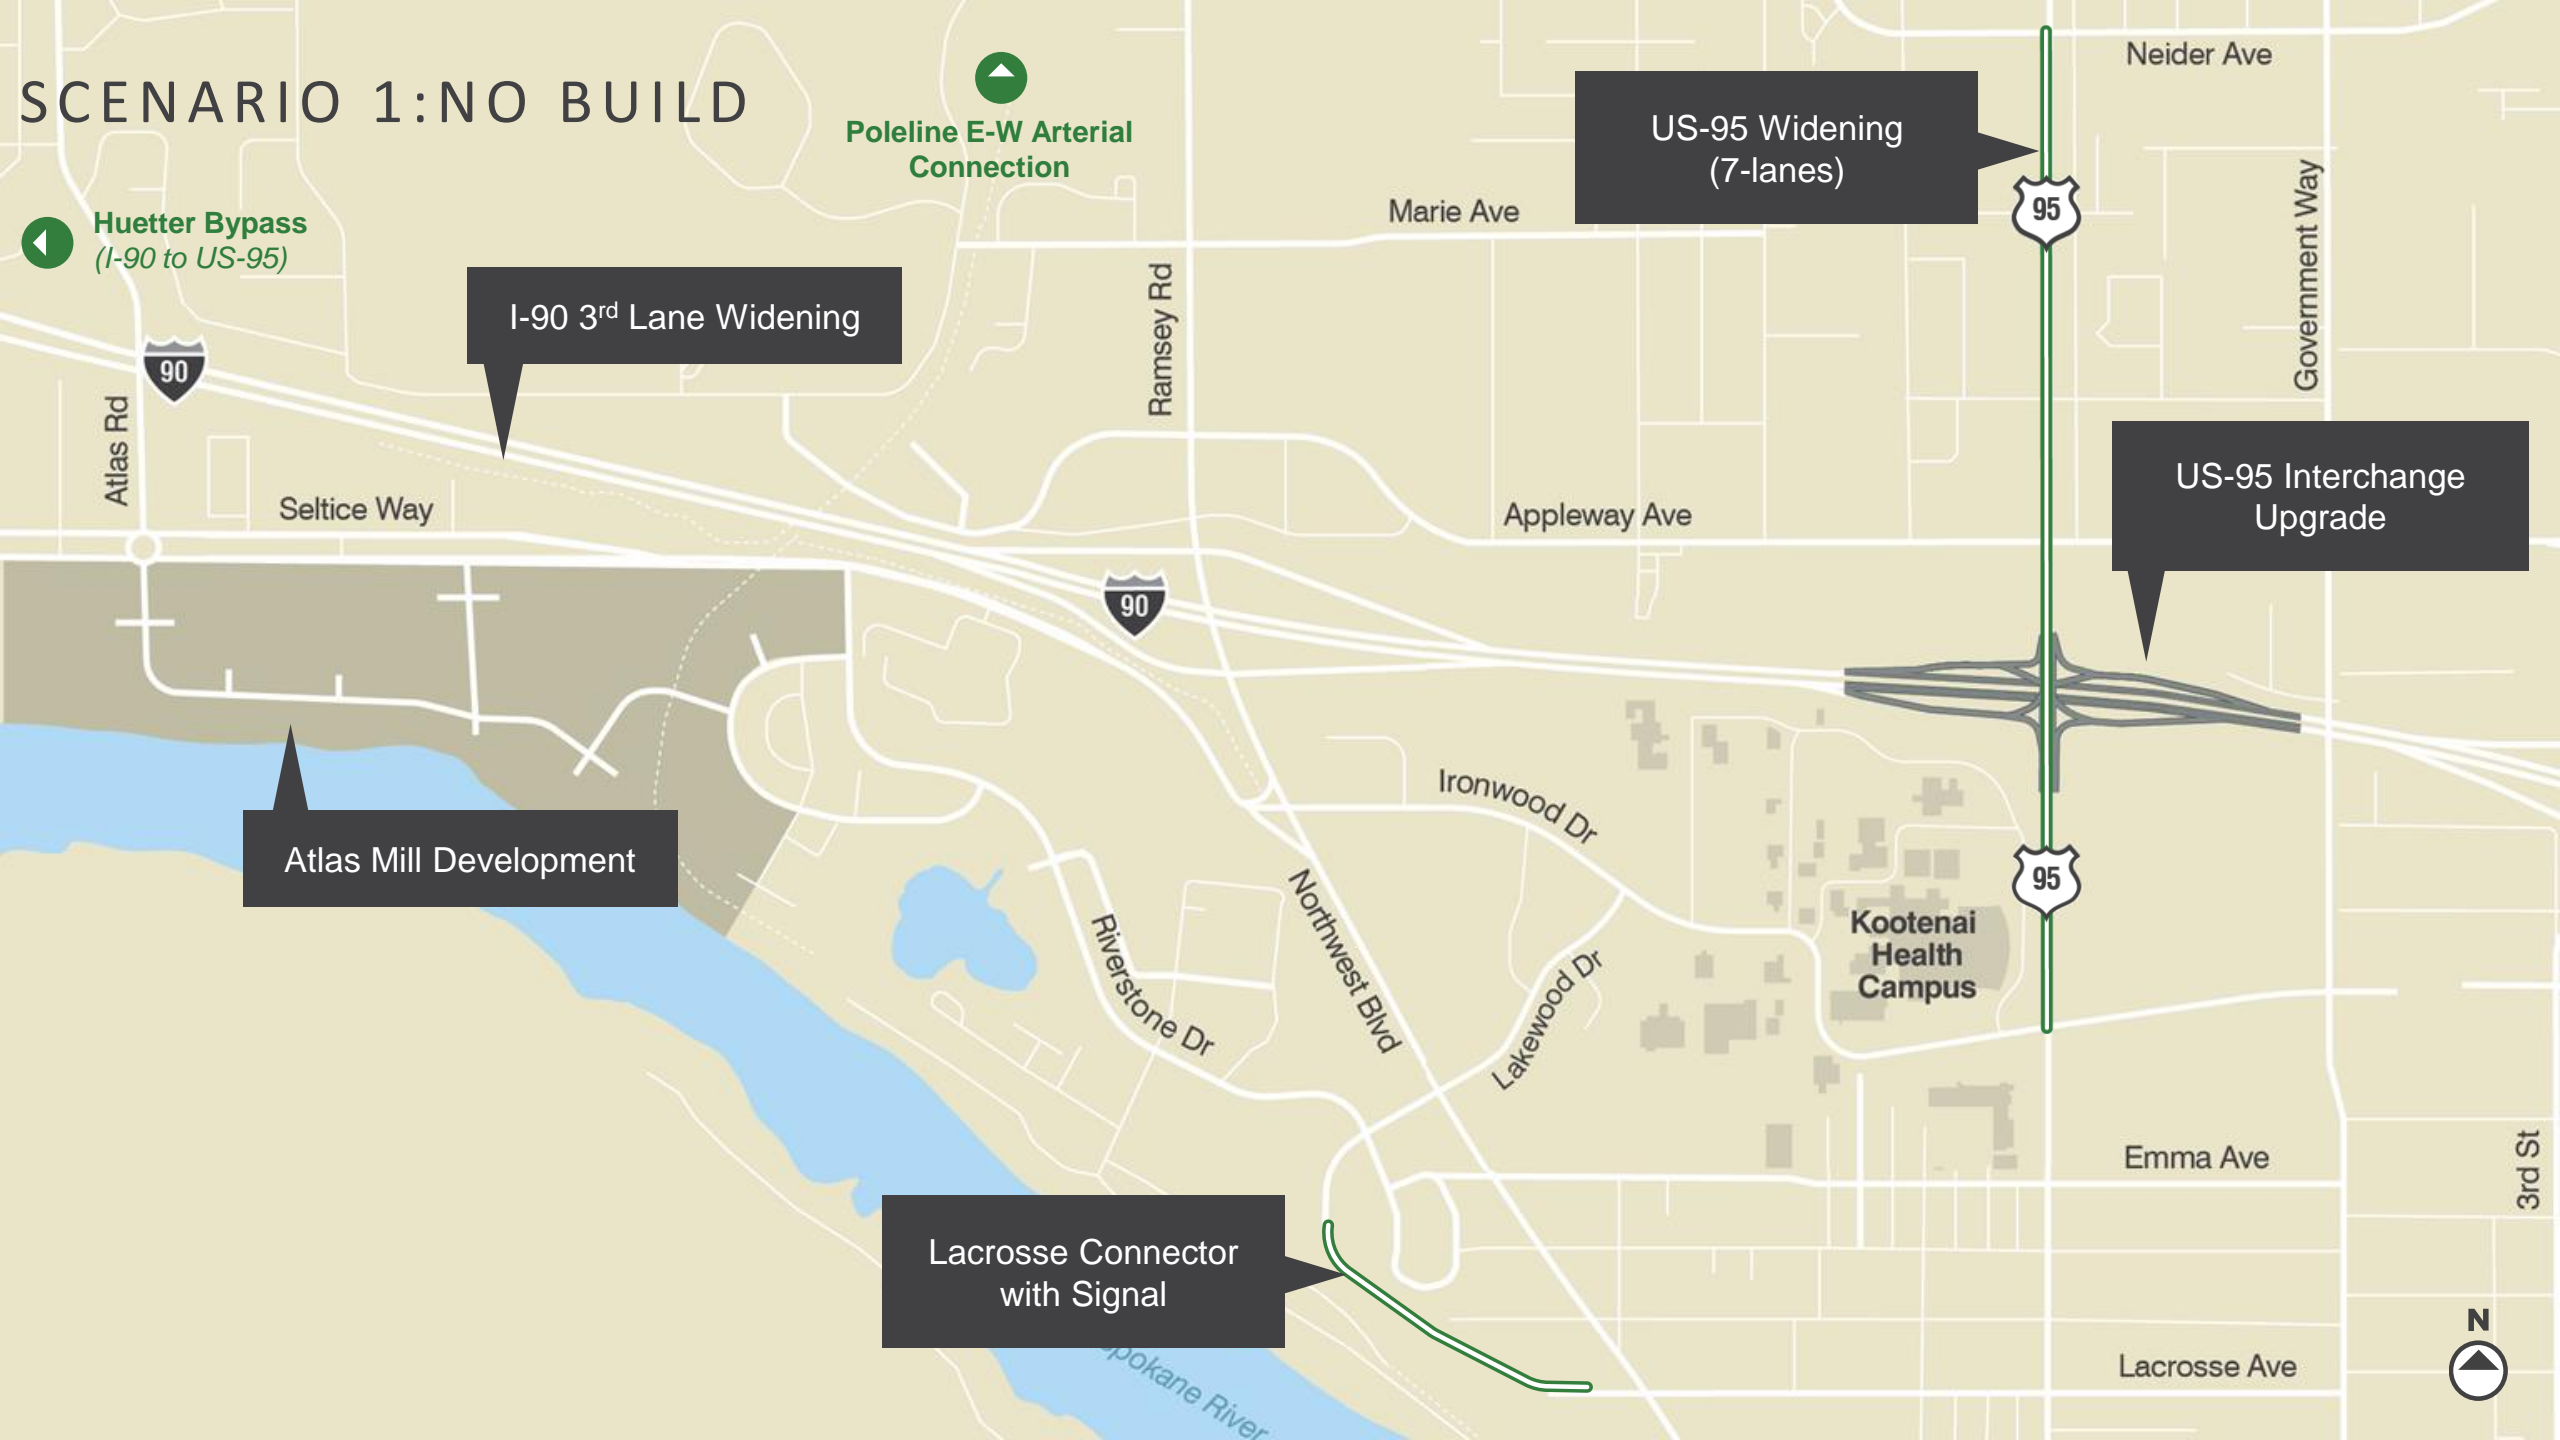 SCENARIO 1:NO BUILD
Poleline E-W Arterial
Connection
Huetter Bypass
(I-90 to US-95)
US-95 Widening
(7-lanes)
Neider Ave
95
Marie Ave
Government Way
I-90 3rd Lane Widening
Ramsey Rd
90
Atlas Rd
Seltice Way
Appleway Ave
US-95 Interchange
Upgrade
90
Atlas Mill Development
Ironwood Dr
Northwest Blvd
Riverstone Dr
Lakewood Dr
95
Kootenai
Health
Campus
Emma Ave
3rd St
Lacrosse Connector
with Signal
Lacrosse Ave
N
River